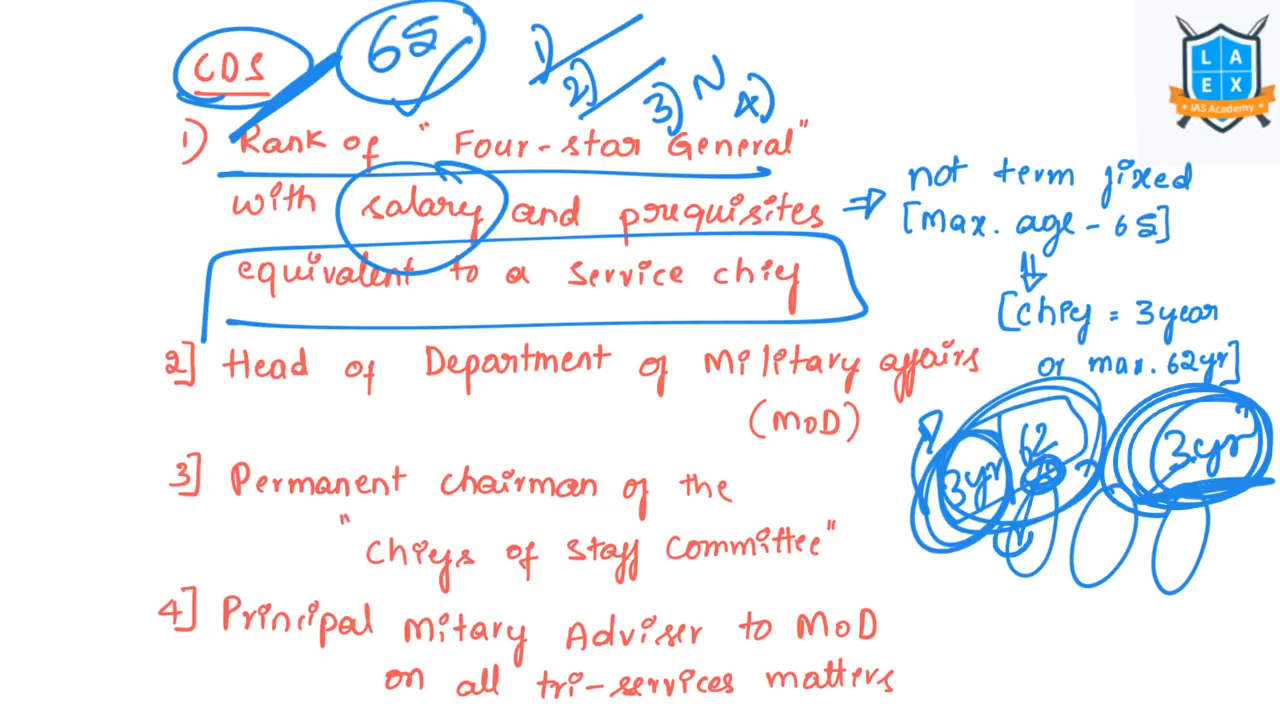 CDS
65
1) 2) 3) N 4)
1) Rank of "Four-star General"
with salary and prequisites
equivalent to a service chief
⇒ not term fixed
[Max. age - 65]
[chief = 3 year
or max. 62yr]
2] Head of Department of Military affairs
(MoD)
3yr 62
3yr
3] Permanent chairman of the
"chiefs of staff committee"
4] Principal Mitary Adviser to MoD
on all tri-services matters
L A
E X
IAS Academy